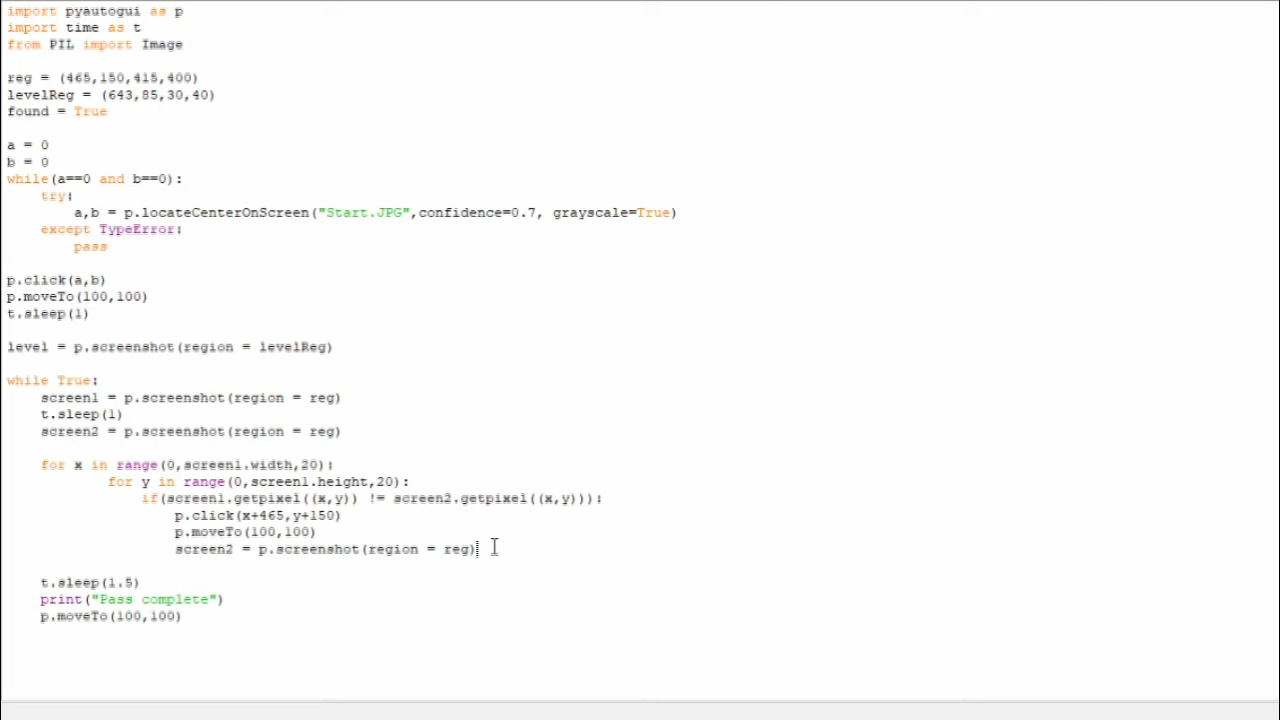 import pyautogui as p
import time as t
from PIL import Image

reg = (465,150,415,400)
levelReg = (643,85,30,40)
found = True

a = 0
b = 0
while(a==0 and b==0):
    try:
        a,b = p.locateCenterOnScreen("Start.JPG",confidence=0.7, grayscale=True)
    except TypeError:
        pass

p.click(a,b)
p.moveTo(100,100)
t.sleep(1)

level = p.screenshot(region = levelReg)

while True:
    screen1 = p.screenshot(region = reg)
    t.sleep(1)
    screen2 = p.screenshot(region = reg)

    for x in range(0,screen1.width,20):
            for y in range(0,screen1.height,20):
                if(screen1.getpixel((x,y)) != screen2.getpixel((x,y))):
                    p.click(x+465,y+150)
                    p.moveTo(100,100)
                    screen2 = p.screenshot(region = reg)

    t.sleep(1.5)
    print("Pass complete")
    p.moveTo(100,100)